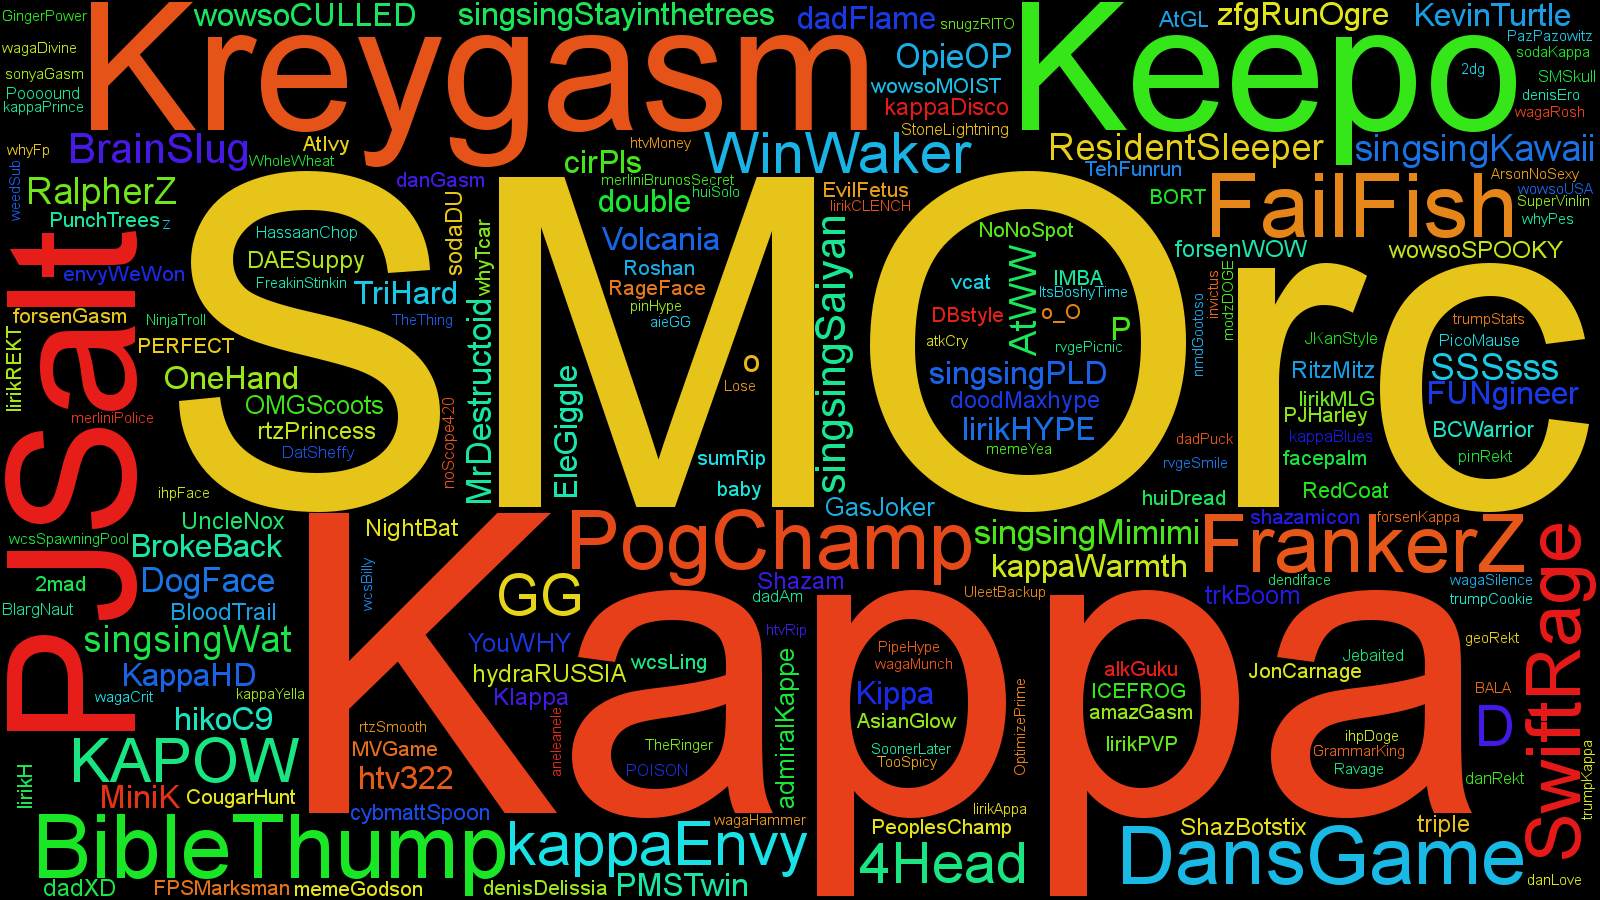 GingerPower
wowsoCULLED
singsingStayinthetrees
dadFlame
snugzRITO
AtGL
zfgRunOgre
KevinTurtle
wagaDivine
Kreygasm
OpieOP
Keepo
PazPazowitz
sodaKappa
sonyaGasm
2dg
SMSkull
Poooound
wowsoMOIST
denisEro
kappaPrince
kappaDisco
wagaRosh
StoneLightning
whyFp
BrainSlug
AtIvy
htvMoney
WinWaker
ResidentSleeper
singsingKawaii
WholeWheat
cirPls
TehFunrun
ArsonNoSexy
weedSub
RalpherZ
danGasm
merliniBrunosSecret
huiSolo
EvilFetus
BORT
FailFish
wowsoUSA
SuperVinlin
double
lirikCLENCH
PunchTrees
z
sodaDU
whyPes
HassaanChop
whyTcar
Volcania
singsingSaiyan
NoNoSpot
forsenWOW
wowsoSPOOKY
PJSalt
envyWeWon
DAESuppy
Roshan
AtWW
IMBA
invictus
modzDOGE
SMOrc
FreakinStinkin
TriHard
RageFace
vcat
ItsBoshyTime
nmdGootoso
forsenGasm
NinjaTroll
TheThing
pinHype
aieGG
DBstyle
o_O
P
trumpStats
lirikREKT
PERFECT
MrDestructoid
atkCry
rvgePicnic
JKanStyle
PicoMause
OneHand
EleGiggle
o
Lose
singsingPLD
RitzMitz
SSSsss
OMGScoots
noScope420
doodMaxhype
lirikMLG
FUNgineer
merliniPolice
rtzPrincess
lirikHYPE
PJHarley
DatSheffy
sumRip
memeYea
dadPuck
kappaBlues
BCWarrior
rvgeSmile
facepalm
pinRekt
ihpFace
baby
huiDread
RedCoat
UncleNox
NightBat
GasJoker
shazamicon
forsenKappa
wcsSpawningPool
BrokeBack
PogChamp
singsingMimimi
FrankerZ
SwiftRage
2mad
DogFace
wcsBilly
Kappa
GG
Shazam
kappaWarmth
dendiface
wagaSilence
BlargNaut
BloodTrail
dadAm
UleetBackup
trkBoom
trumpCookie
singsingWat
YouWHY
htvRip
PipeHype
Jebaited
geoRekt
KappaHD
hydraRUSSIA
wcsLing
wagaMunch
alkGuku
JonCarnage
wagaCrit
kappaYella
Klappa
admiralKappe
Kippa
OptimizePrime
ICEFROG
BALA
hikoC9
rtzSmooth
aneleanele
AsianGlow
amazGasm
D
KAPOW
MVGame
TheRinger
SoonerLater
lirikPVP
ihpDoge
GrammarKing
trumpKappa
htv322
POISON
TooSpicy
Ravage
danRekt
lirikH
MiniK
CougarHunt
cybmattSpoon
lirikAppa
BibleThump
kappaEnvy
wagaHammer
PeoplesChamp
ShazBotstix
triple
4Head
DansGame
dadXD
FPSMarksman
memeGodson
denisDelissia
PMSTwin
danLove